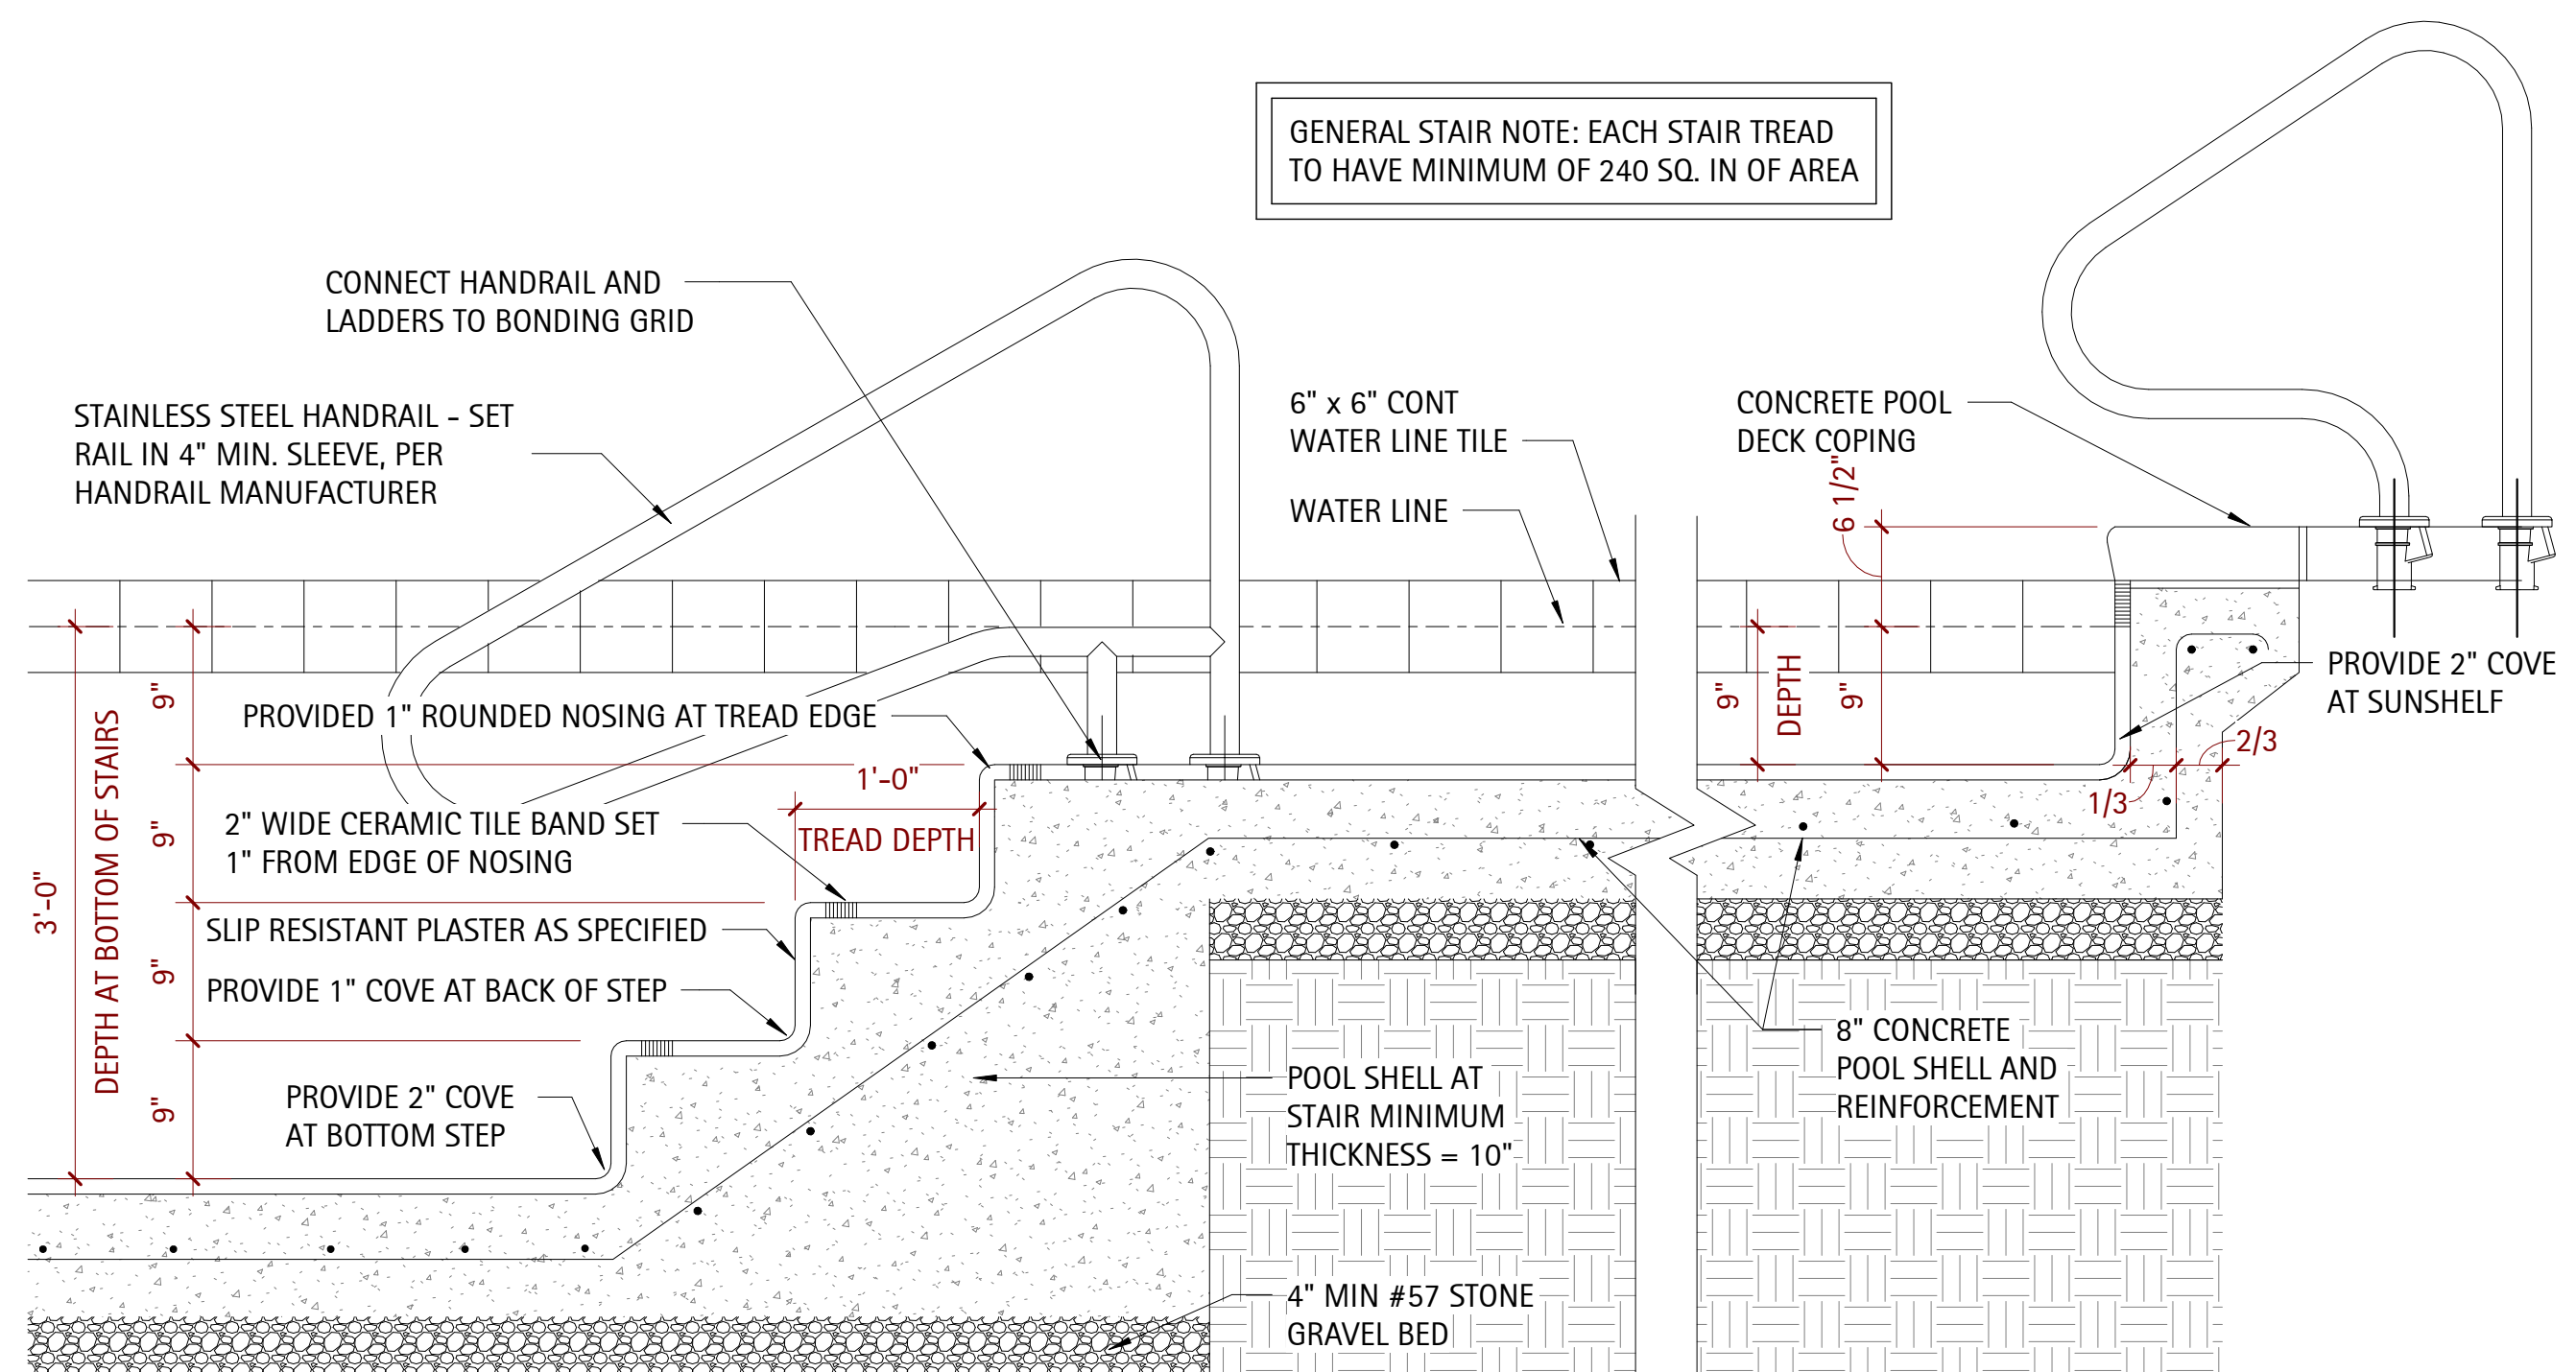 GENERAL STAIR NOTE: EACH STAIR TREAD
TO HAVE MINIMUM OF 240 SQ. IN OF AREA
CONNECT HANDRAIL AND
LADDERS TO BONDING GRID
STAINLESS STEEL HANDRAIL - SET
RAIL IN 4" MIN. SLEEVE, PER
HANDRAIL MANUFACTURER
6" x 6" CONT
WATER LINE TILE
WATER LINE
CONCRETE POOL
DECK COPING
6 1/2"
PROVIDE 2" COVE
AT SUNSHELF
9"
DEPTH
9"
2/3
1/3
3'-0"
DEPTH AT BOTTOM OF STAIRS
9"
9"
9"
9"
PROVIDED 1" ROUNDED NOSING AT TREAD EDGE
1'-0"
TREAD DEPTH
2" WIDE CERAMIC TILE BAND SET
1" FROM EDGE OF NOSING
SLIP RESISTANT PLASTER AS SPECIFIED
PROVIDE 1" COVE AT BACK OF STEP
PROVIDE 2" COVE
AT BOTTOM STEP
POOL SHELL AT
STAIR MINIMUM
THICKNESS = 10"
8" CONCRETE
POOL SHELL AND
REINFORCEMENT
4" MIN #57 STONE
GRAVEL BED